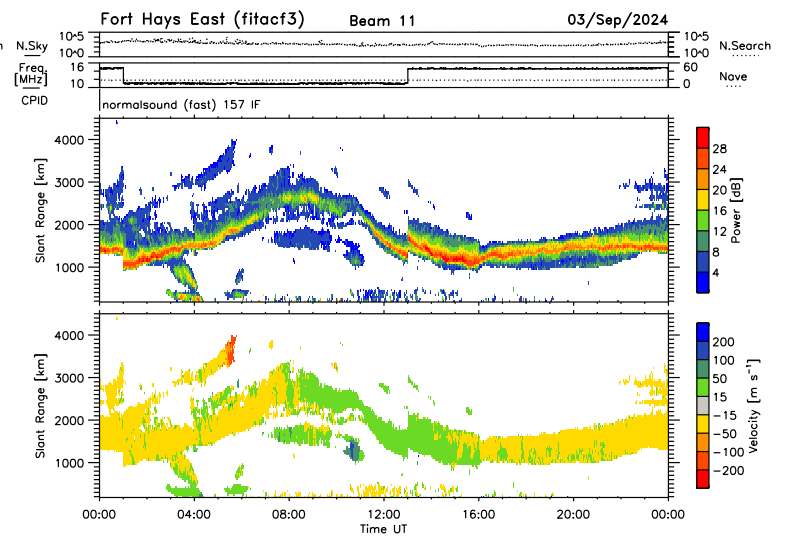 Fort Hays East (fitacf3) Beam 11 03/Sep/2024
N.Sky 10^5 10^0 10^5 10^0 N.Search
Freq. [MHz] 16 10 60 0 Nave
CPID normalsound (fast) 157 IF
Slant Range [km] 4000 3000 2000 1000
28 24 20 16 12 8 4 Power [dB]
Slant Range [km] 4000 3000 2000 1000
200 100 50 15 −15 −50 −100 −200 Velocity [m s⁻¹]
00:00 04:00 08:00 12:00 16:00 20:00 00:00
Time UT